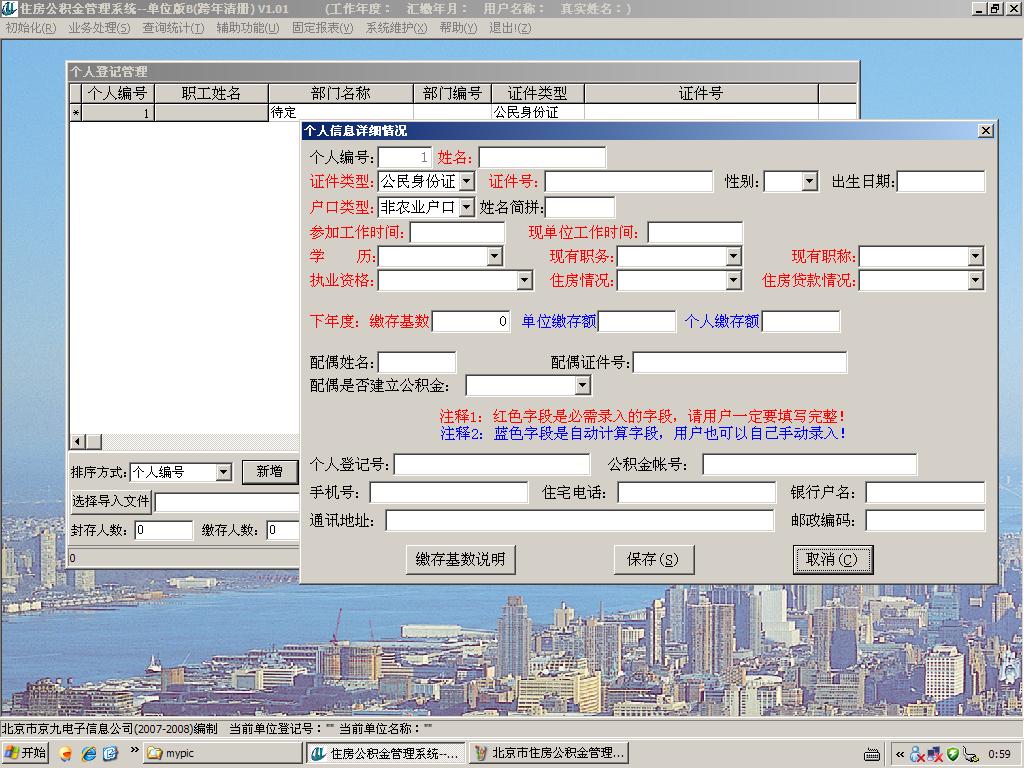 住房公积金管理系统--单位版B(跨年清册) V1.01 (工作年度： 汇缴年月： 用户名称： 真实姓名：)
初始化(R) 业务处理(S) 查询统计(T) 辅助功能(U) 固定报表(V) 系统维护(X) 帮助(Y) 退出!(Z)
个人登记管理
个人编号 职工姓名 部门名称 部门编号 证件类型 证件号
* 1 待定 公民身份证
个人信息详细情况
个人编号: 1 姓名:
证件类型: 公民身份证 证件号: 性别: 出生日期:
户口类型: 非农业户口 姓名简拼:
参加工作时间: 现单位工作时间:
学 历: 现有职务: 现有职称:
执业资格: 住房情况: 住房贷款情况:
下年度: 缴存基数 0 单位缴存额 个人缴存额
配偶姓名: 配偶证件号:
配偶是否建立公积金:
注释1: 红色字段是必需录入的字段, 请用户一定要填写完整!
注释2: 蓝色字段是自动计算字段, 用户也可以自己手动录入!
个人登记号: 公积金帐号:
手机号: 住宅电话: 银行户名:
通讯地址: 邮政编码:
缴存基数说明 保存(S) 取消(C)
排序方式: 个人编号 新增
选择导入文件
封存人数: 0 缴存人数: 0
0
北京市京九电子信息公司(2007-2008)编制 当前单位登记号："" 当前单位名称：""
开始 » mypic 住房公积金管理系统--... 北京市住房公积金管理... « 0:59